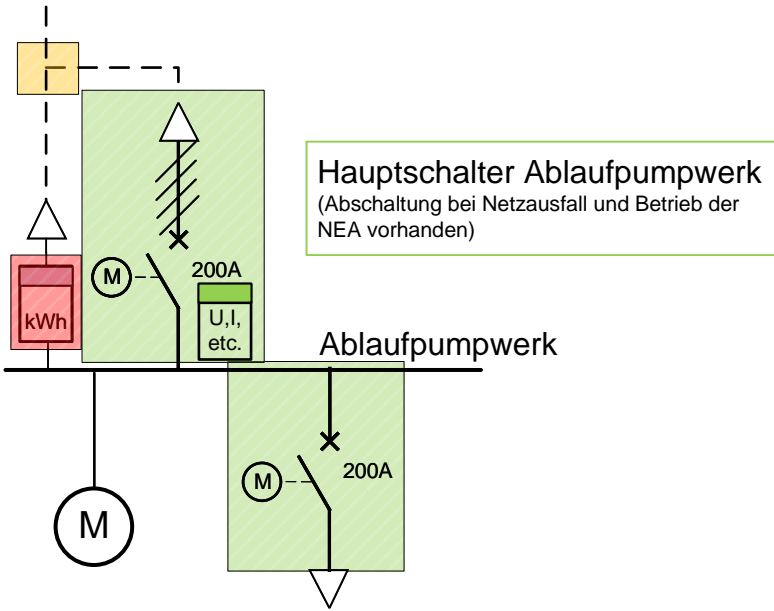 Hauptschalter Ablaufpumpwerk
(Abschaltung bei Netzausfall und Betrieb der
NEA vorhanden)
M
200A
kWh
U,I,
etc.
Ablaufpumpwerk
M
200A
M